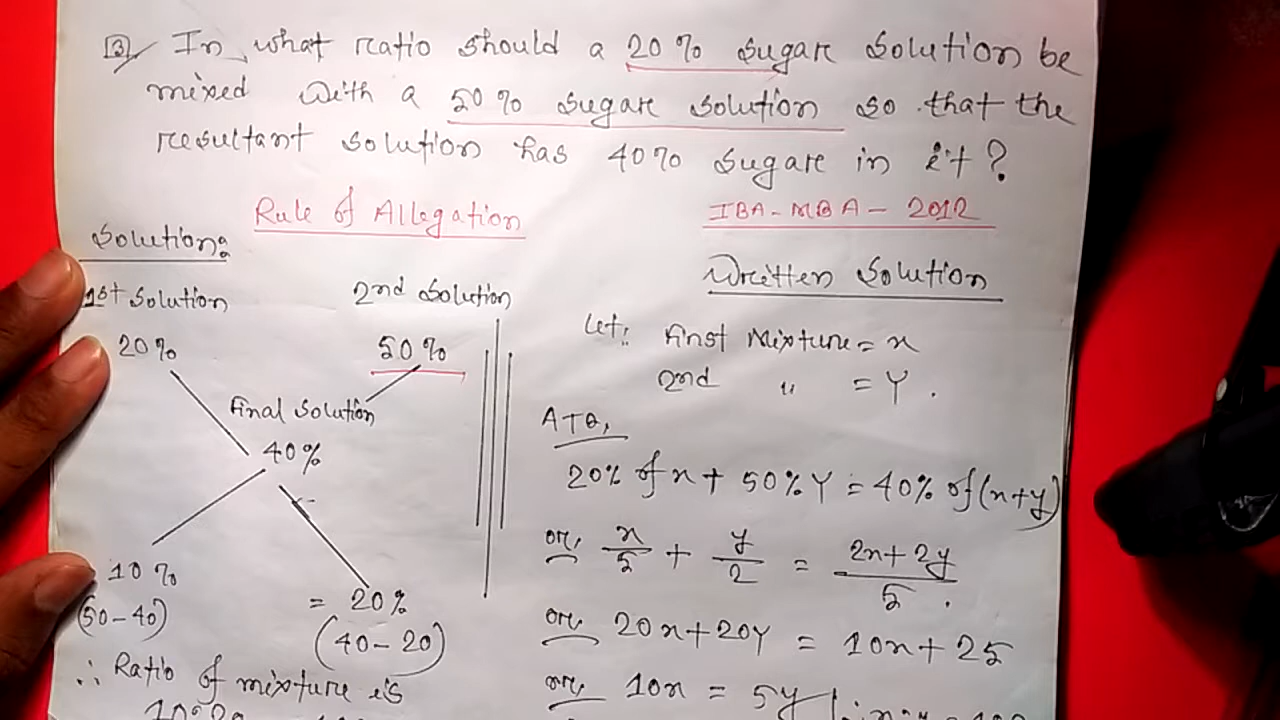 3) In what ratio should a 20% sugar solution be
mixed with a 50% sugar solution so that the
resultant solution has 40% sugar in it?
Rule of Allegation
IBA-MBA-2012
Solution:
1st Solution
2nd Solution
20%
50%
Final Solution
40%
10%
(50-40)
= 20%
(40-20)
∴ Ratio of mixture is
Written Solution
Let: First Mixture = x
2nd " = Y.
ATQ,
20% of x + 50% Y = 40% of (x+y)
or, x/5 + y/2 = 2x+2y/5.
or, 20x+20Y = 10x+25
or, 10x = 5y